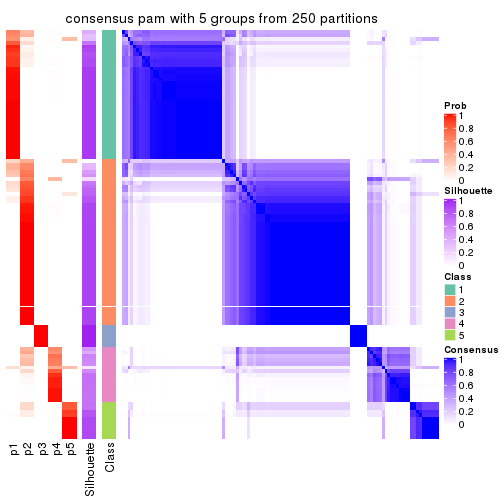 consensus pam with 5 groups from 250 partitions
Prob
1
0.8
0.6
0.4
0.2
0
Silhouette
1
0.8
0.6
0.4
0.2
0
Class
1
2
3
4
5
Consensus
1
0.8
0.6
0.4
0.2
0
p1
p2
p3
p4
p5
Silhouette
Class